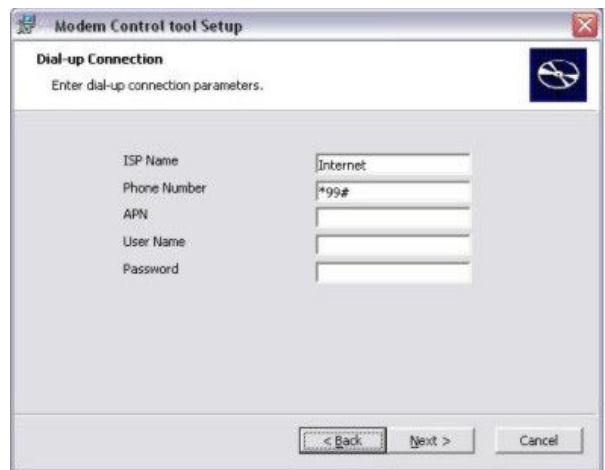 Modem Control tool Setup
Dial-up Connection
Enter dial-up connection parameters.
ISP Name Internet
Phone Number *99#
APN
User Name
Password
< Back Next > Cancel